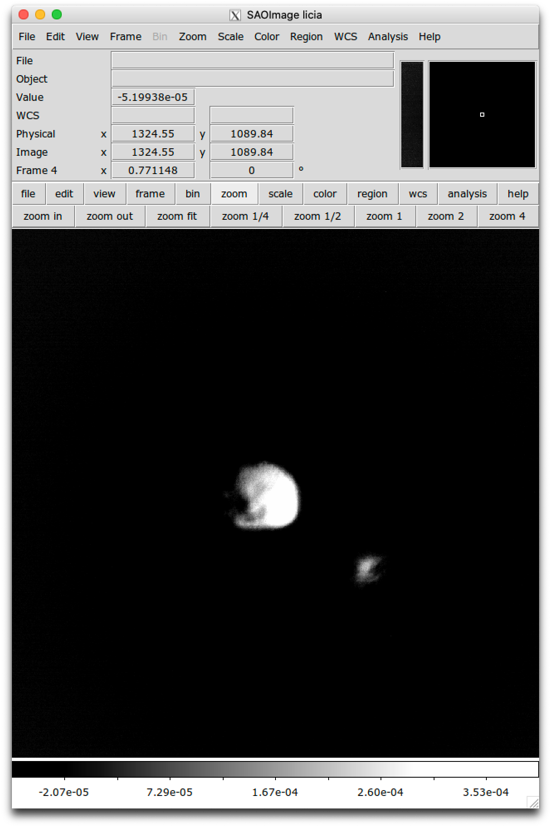 SAOImage licia
File Edit View Frame Bin Zoom Scale Color Region WCS Analysis Help
File
Object
Value -5.19938e-05
WCS
Physical x 1324.55 y 1089.84
Image x 1324.55 y 1089.84
Frame 4 x 0.771148 0 °
file edit view frame bin zoom scale color region wcs analysis help
zoom in zoom out zoom fit zoom 1/4 zoom 1/2 zoom 1 zoom 2 zoom 4
-2.07e-05 7.29e-05 1.67e-04 2.60e-04 3.53e-04